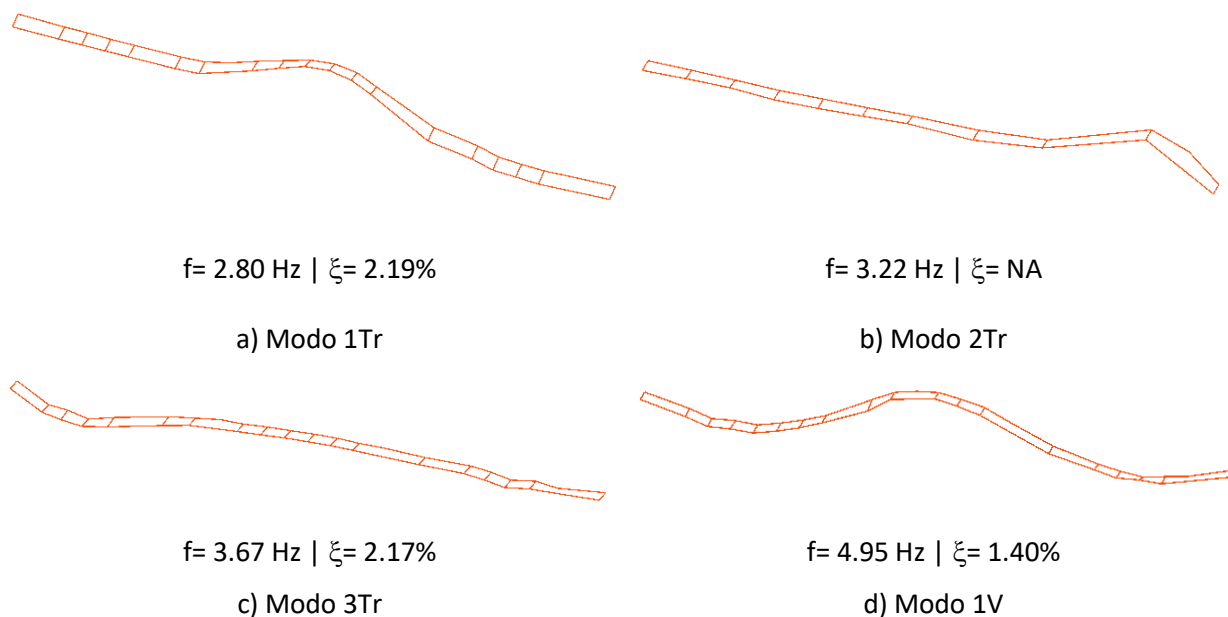 f= 2.80 Hz | ξ= 2.19%
f= 3.22 Hz | ξ= NA
a) Modo 1Tr
b) Modo 2Tr
f= 3.67 Hz | ξ= 2.17%
f= 4.95 Hz | ξ= 1.40%
c) Modo 3Tr
d) Modo 1V